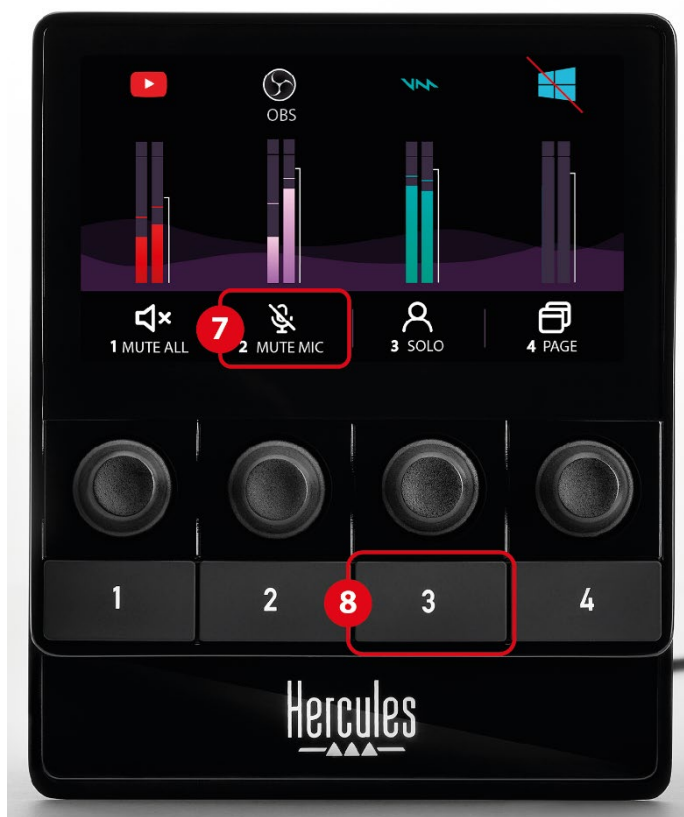 OBS
1 MUTE ALL
7
2 MUTE MIC
3 SOLO
4 PAGE
1
2
8
3
4
Hercules